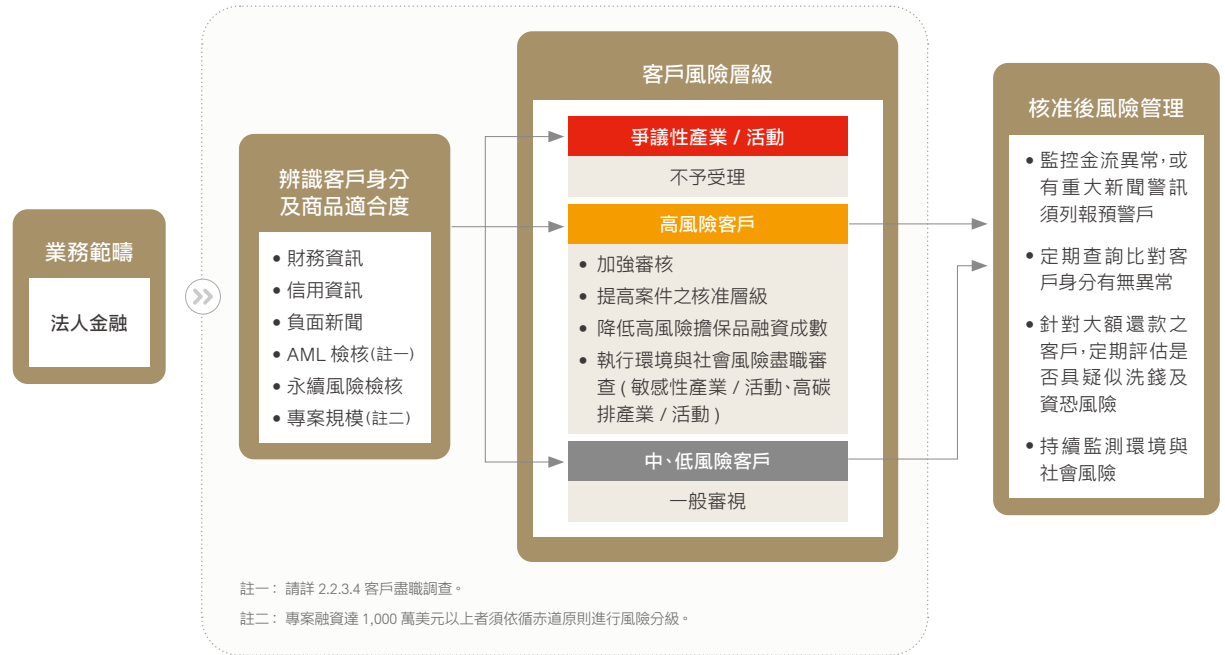 業務範疇
法人金融
辨識客戶身分
及商品適合度
• 財務資訊
• 信用資訊
• 負面新聞
• AML 檢核(註一)
• 永續風險檢核
• 專案規模(註二)
客戶風險層級
爭議性產業 / 活動
不予受理
高風險客戶
• 加強審核
• 提高案件之核准層級
• 降低高風險擔保品融資成數
• 執行環境與社會風險盡職審
查 ( 敏感性產業 / 活動、高碳
排產業 / 活動 )
中、低風險客戶
一般審視
核准後風險管理
• 監控金流異常,或
有重大新聞警訊
須列報預警戶
• 定期查詢比對客
戶身分有無異常
• 針對大額還款之
客戶,定期評估是
否具疑似洗錢及
資恐風險
• 持續監測環境與
社會風險
註一： 請詳 2.2.3.4 客戶盡職調查。
註二： 專案融資達 1,000 萬美元以上者須依循赤道原則進行風險分級。